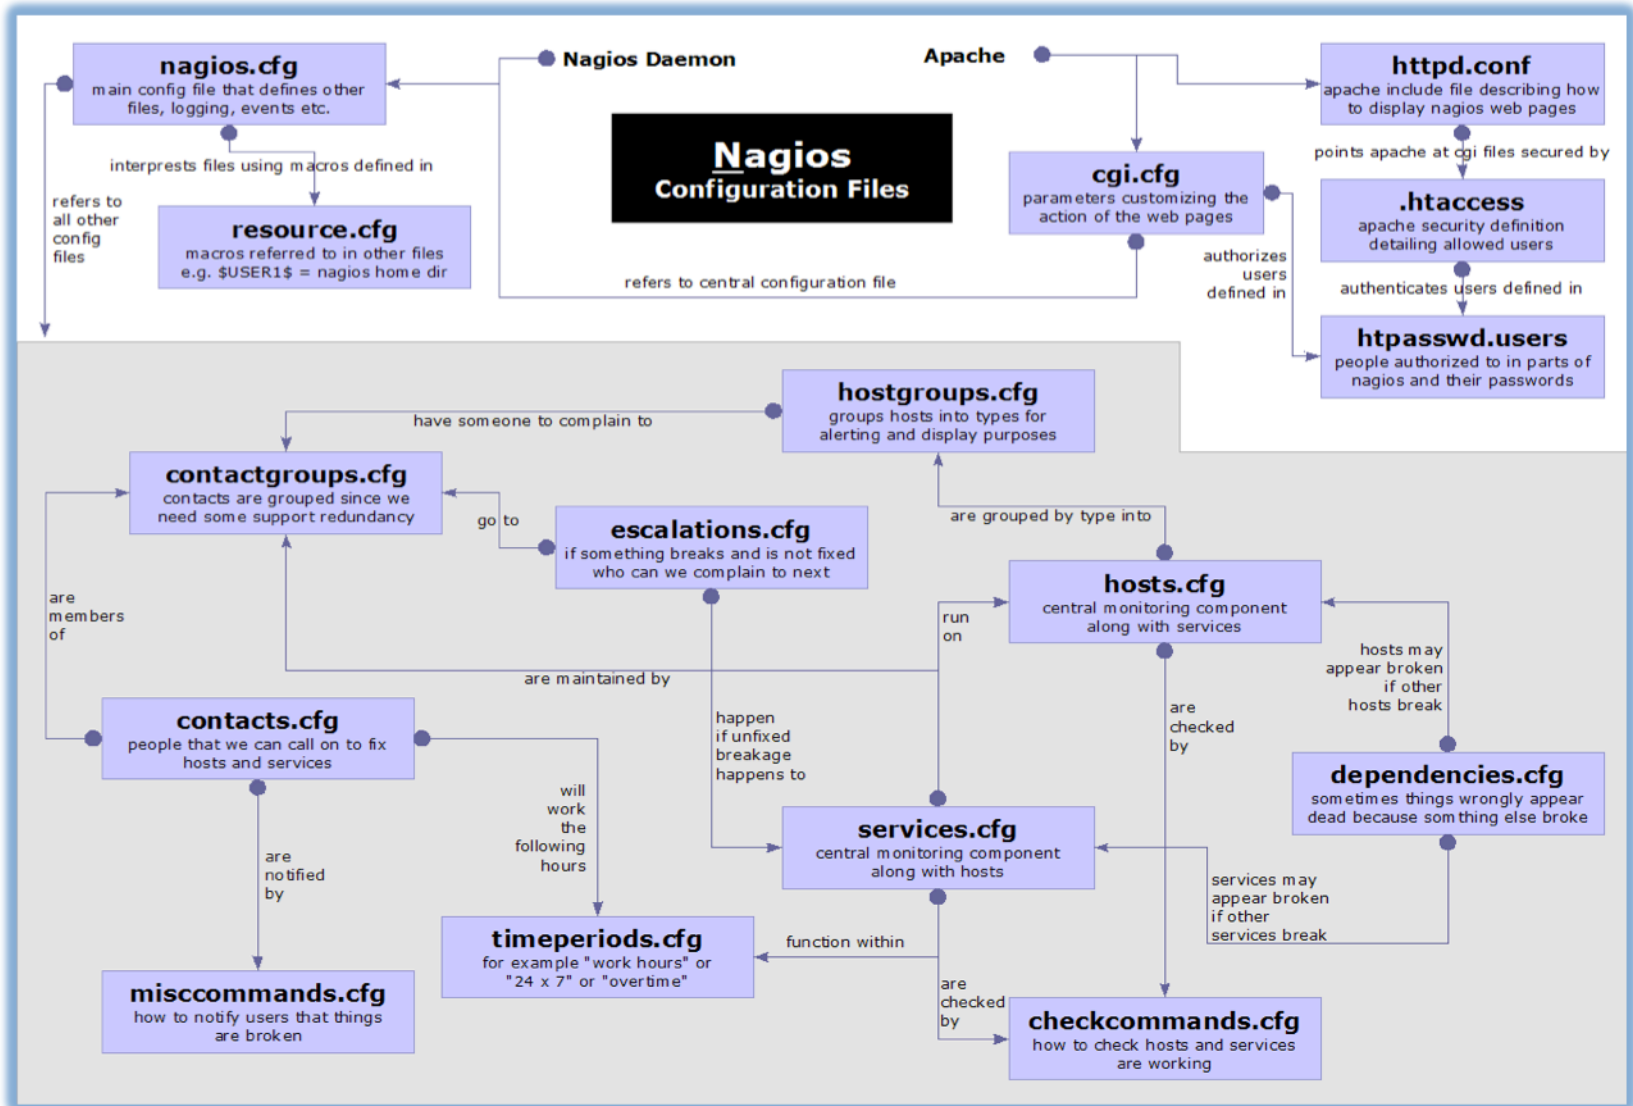 nagios.cfg
main config file that defines other
files, logging, events etc.
Nagios Daemon
Apache
httpd.conf
apache include file describing how
to display nagios web pages
Nagios
Configuration Files
interprests files using macros defined in
points apache at cgi files secured by
cgi.cfg
parameters customizing the
action of the web pages
refers to
all other
config
files
resource.cfg
macros referred to in other files
e.g. $USER1$ = nagios home dir
.htaccess
apache security definition
detailing allowed users
refers to central configuration file
authorizes
users
defined in
authenticates users defined in
htpasswd.users
people authorized to in parts of
nagios and their passwords
hostgroups.cfg
groups hosts into types for
alerting and display purposes
have someone to complain to
contactgroups.cfg
contacts are grouped since we
need some support redundancy
go to
escalations.cfg
if something breaks and is not fixed
who can we complain to next
are grouped by type into
hosts.cfg
central monitoring component
along with services
are
members
of
run
on
are maintained by
hosts may
appear broken
if other
hosts break
contacts.cfg
people that we can call on to fix
hosts and services
happen
if unfixed
breakage
happens to
are
checked
by
dependencies.cfg
sometimes things wrongly appear
dead because somthing else broke
will
work
the
following
hours
services.cfg
central monitoring component
along with hosts
are
notified
by
services may
appear broken
if other
services break
timeperiods.cfg
for example "work hours" or
"24 x 7" or "overtime"
function within
are
checked
by
misccommands.cfg
how to notify users that things
are broken
checkcommands.cfg
how to check hosts and services
are working